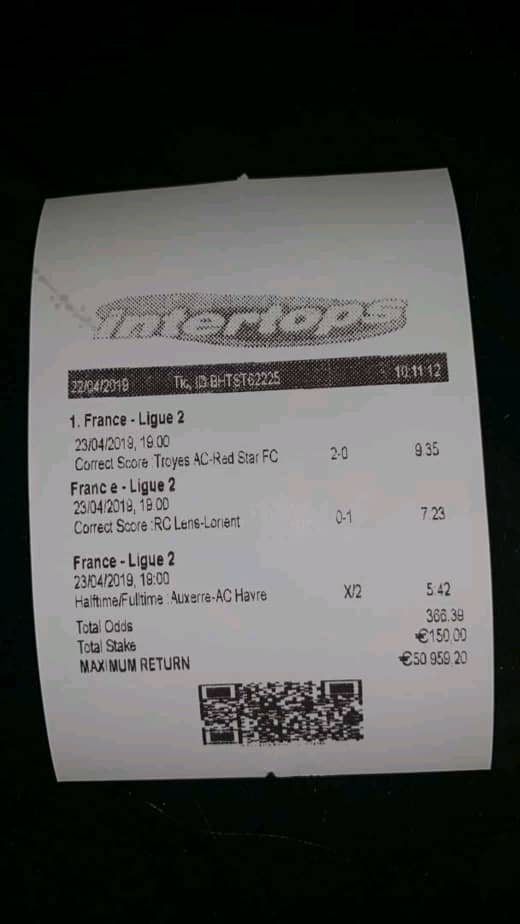 intertops
22/04/2019 Tk, ID:BHTST62225 10:11:12
1. France - Ligue 2
23/04/2019, 19.00
Correct Score :Troyes AC-Red Star FC 2-0 9.35
Franc e - Ligue 2
23/04/2019, 19.00
Correct Score :RC Lens-Lorient 0-1 7.23
France - Ligue 2
23/04/2019, 19:00
Halftime/Fulltime : Auxerre-AC Havre X/2 5.42
Total Odds 366.39
Total Stake €150.00
MAXIMUM RETURN €50 959,20